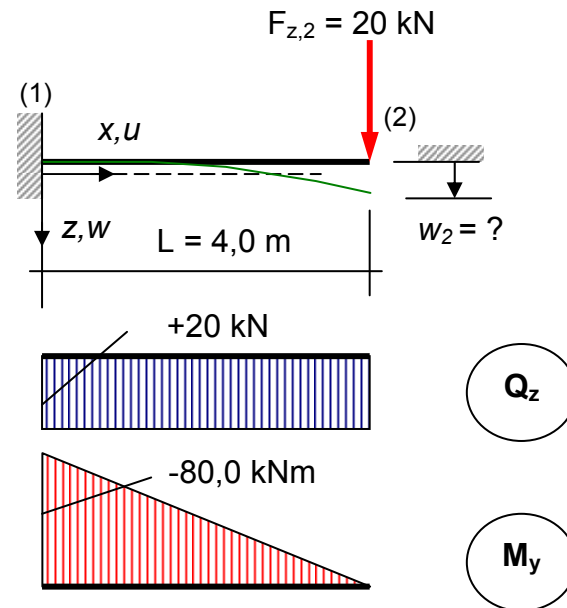 F_z,2 = 20 kN
(1)
(2)
x,u
z,w
w_2 = ?
L = 4,0 m
+20 kN
Q_z
-80,0 kNm
M_y